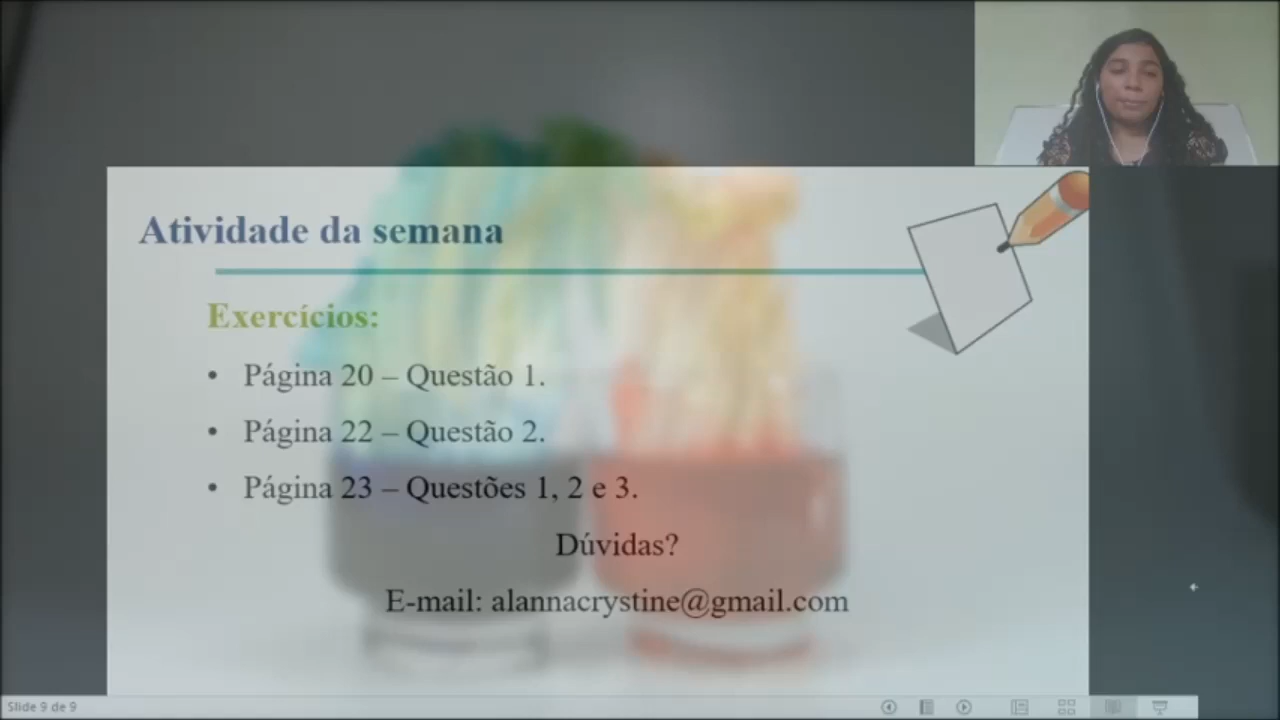 Atividade da semana
Exercícios:
• Página 20 – Questão 1.
• Página 22 – Questão 2.
• Página 23 – Questões 1, 2 e 3.
Dúvidas?
E-mail: alannacrystine@gmail.com
Slide 9 de 9